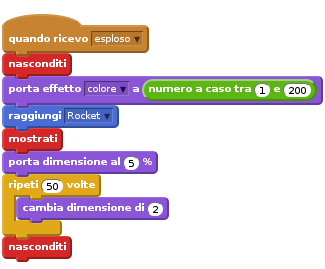 quando ricevo esploso
nasconditi
porta effetto colore a numero a caso tra 1 e 200
raggiungi Rocket
mostrati
porta dimensione al 5 %
ripeti 50 volte
cambia dimensione di 2
nasconditi